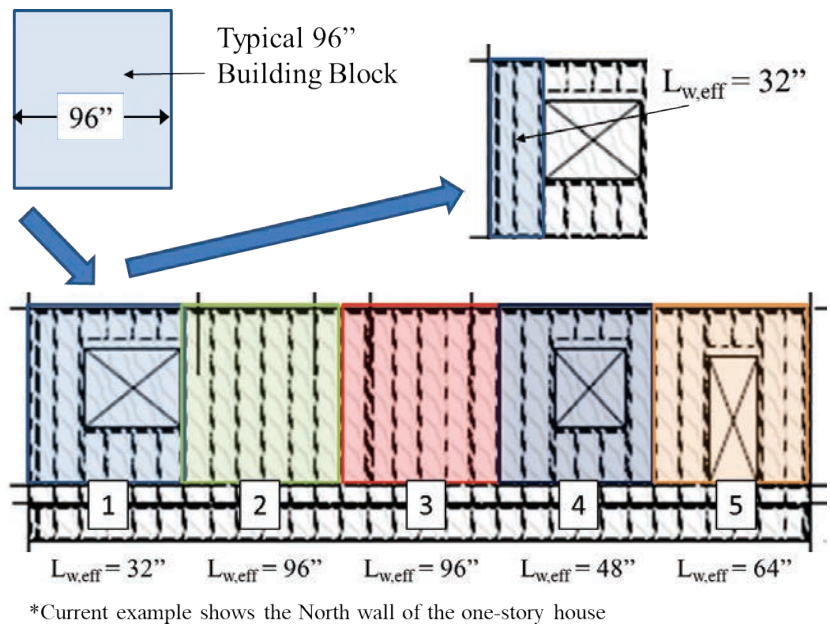 Typical 96”
Building Block
96”
Lw,eff = 32”
1
2
3
4
5
Lw,eff = 32”
Lw,eff = 96”
Lw,eff = 96”
Lw,eff = 48”
Lw,eff = 64”
*Current example shows the North wall of the one-story house